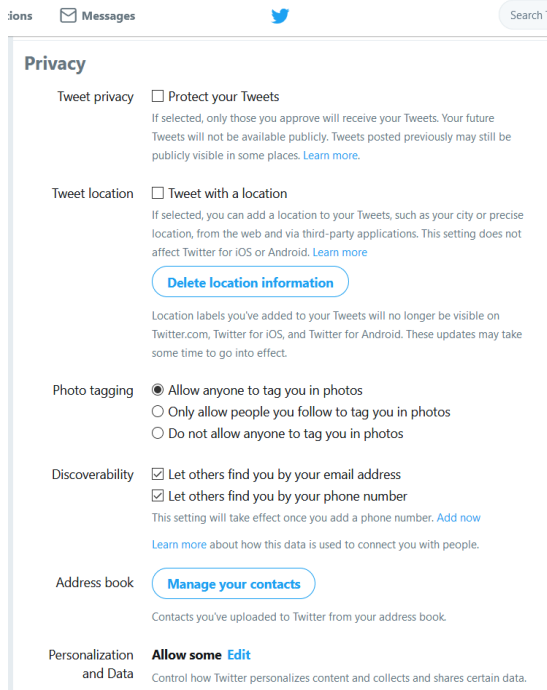 Messages
Search
Privacy
Tweet privacy
Protect your Tweets
If selected, only those you approve will receive your Tweets. Your future
Tweets will not be available publicly. Tweets posted previously may still be
publicly visible in some places. Learn more.
Tweet location
Tweet with a location
If selected, you can add a location to your Tweets, such as your city or precise
location, from the web and via third-party applications. This setting does not
affect Twitter for iOS or Android. Learn more
Delete location information
Location labels you've added to your Tweets will no longer be visible on
Twitter.com, Twitter for iOS, and Twitter for Android. These updates may take
some time to go into effect.
Photo tagging
Allow anyone to tag you in photos
Only allow people you follow to tag you in photos
Do not allow anyone to tag you in photos
Discoverability
Let others find you by your email address
Let others find you by your phone number
This setting will take effect once you add a phone number. Add now
Learn more about how this data is used to connect you with people.
Address book
Manage your contacts
Contacts you've uploaded to Twitter from your address book.
Personalization
and Data
Allow some Edit
Control how Twitter personalizes content and collects and shares certain data.